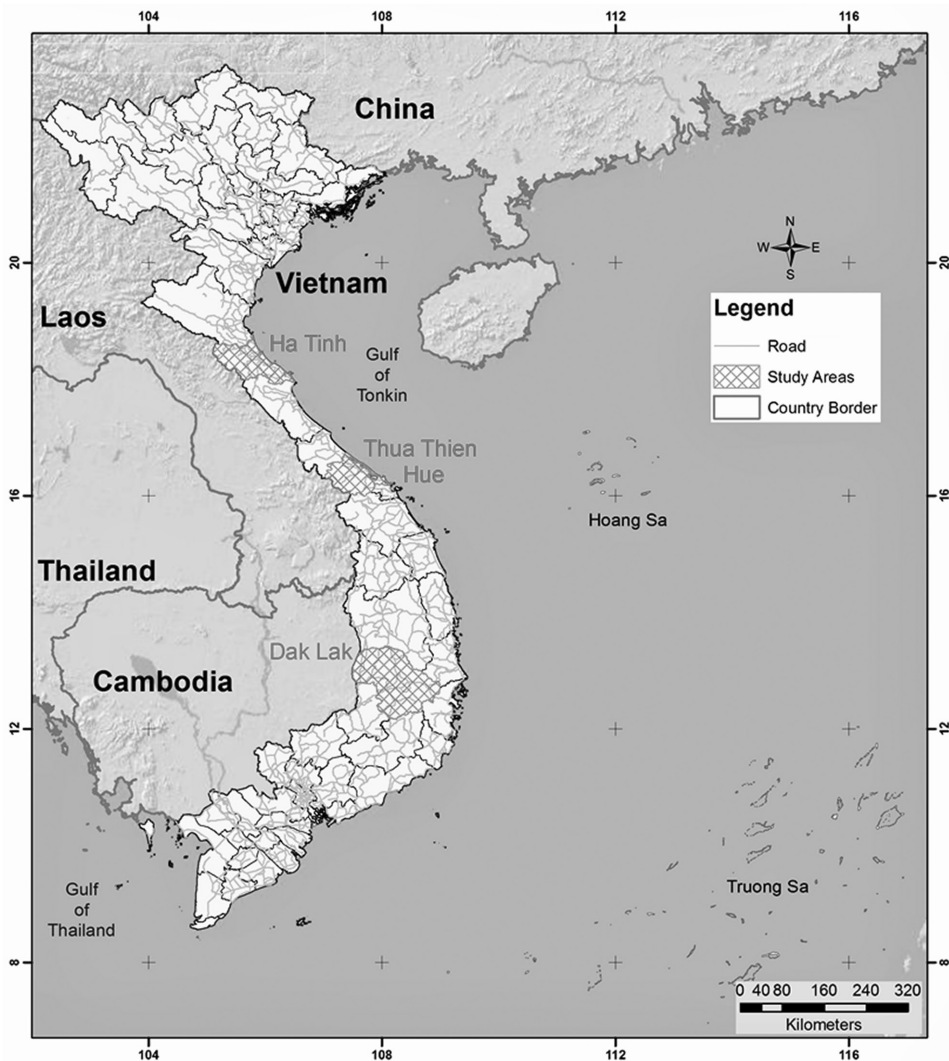 104 108 112 116
China
20 20
Vietnam
N
W E
S
Laos
Legend
Road
Study Areas
Country Border
Ha Tinh
Gulf
of
Tonkin
Thua Thien
Hue
16 16
Hoang Sa
Thailand
Dak Lak
Cambodia
12 12
Truong Sa
Gulf
of
Thailand
8 8
0 40 80 160 240 320
Kilometers
104 108 112 116